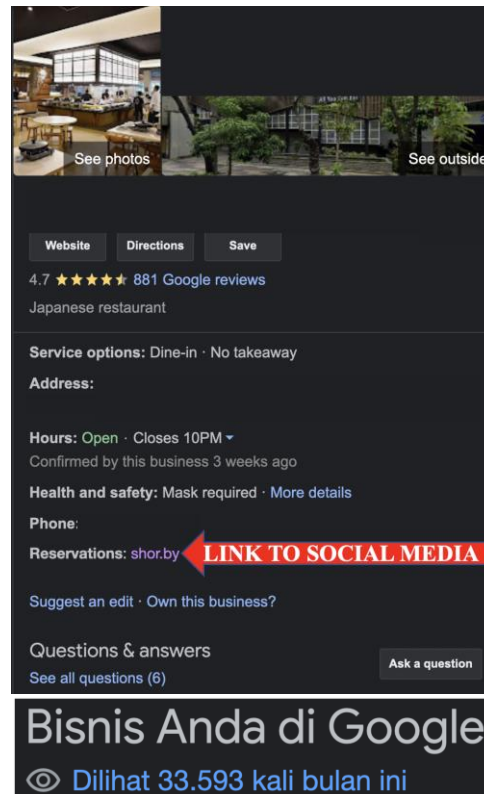 See photos
See outside
Website
Directions
Save
4.7 ★★★★★ 881 Google reviews
Japanese restaurant
Service options: Dine-in · No takeaway
Address:
Hours: Open · Closes 10PM
Confirmed by this business 3 weeks ago
Health and safety: Mask required · More details
Phone:
Reservations: shor.by LINK TO SOCIAL MEDIA
Suggest an edit · Own this business?
Questions & answers
Ask a question
See all questions (6)
Bisnis Anda di Google
Dilihat 33.593 kali bulan ini